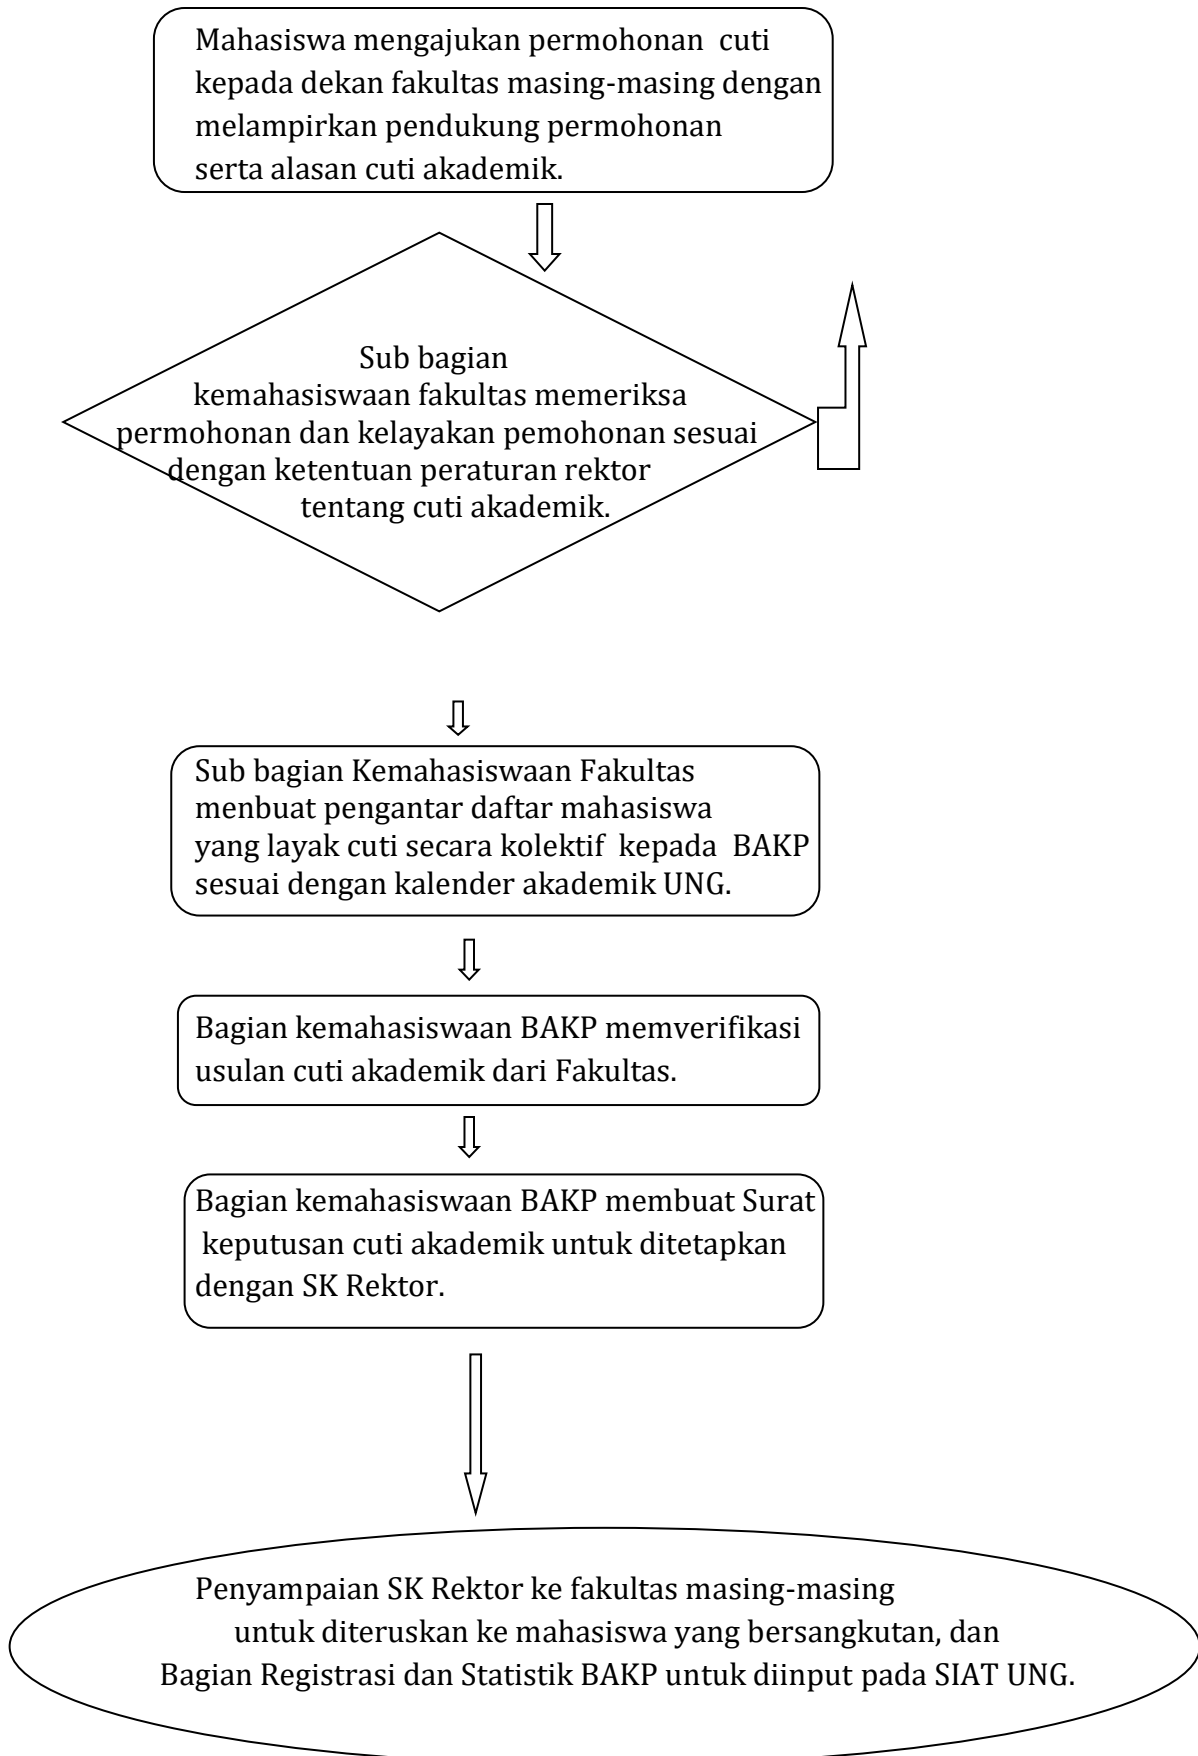 Mahasiswa mengajukan permohonan  cuti
kepada dekan fakultas masing-masing dengan
melampirkan pendukung permohonan
serta alasan cuti akademik.
Sub bagian
kemahasiswaan fakultas memeriksa
permohonan dan kelayakan pemohonan sesuai
dengan ketentuan peraturan rektor
tentang cuti akademik.
Sub bagian Kemahasiswaan Fakultas
menbuat pengantar daftar mahasiswa
yang layak cuti secara kolektif  kepada  BAKP
sesuai dengan kalender akademik UNG.
Bagian kemahasiswaan BAKP memverifikasi
usulan cuti akademik dari Fakultas.
Bagian kemahasiswaan BAKP membuat Surat
keputusan cuti akademik untuk ditetapkan
dengan SK Rektor.
Penyampaian SK Rektor ke fakultas masing-masing
untuk diteruskan ke mahasiswa yang bersangkutan, dan
Bagian Registrasi dan Statistik BAKP untuk diinput pada SIAT UNG.